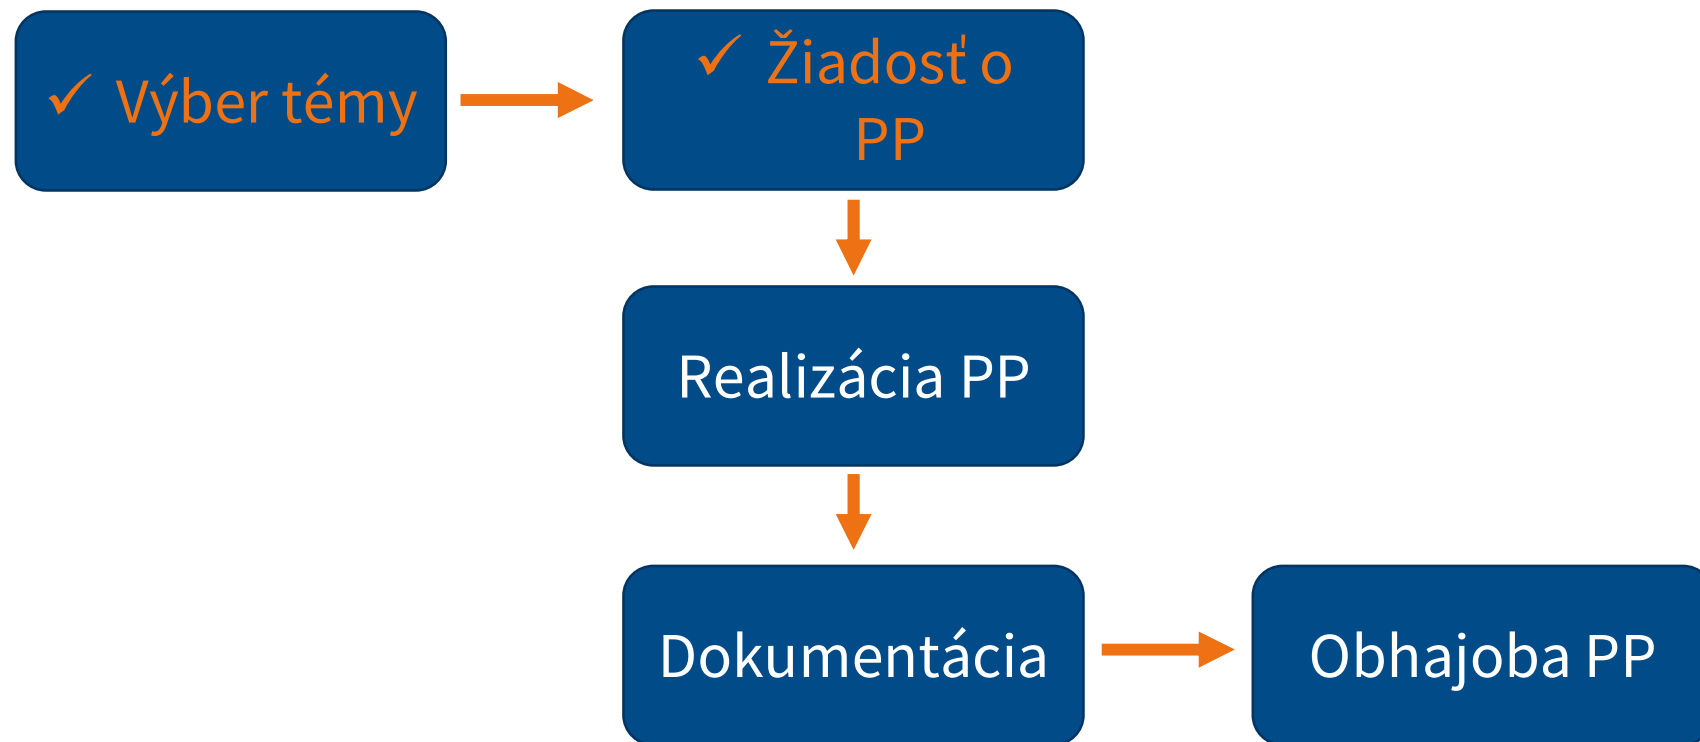 ✓ Výber témy
✓ Žiadosť o
PP
Realizácia PP
Dokumentácia
Obhajoba PP